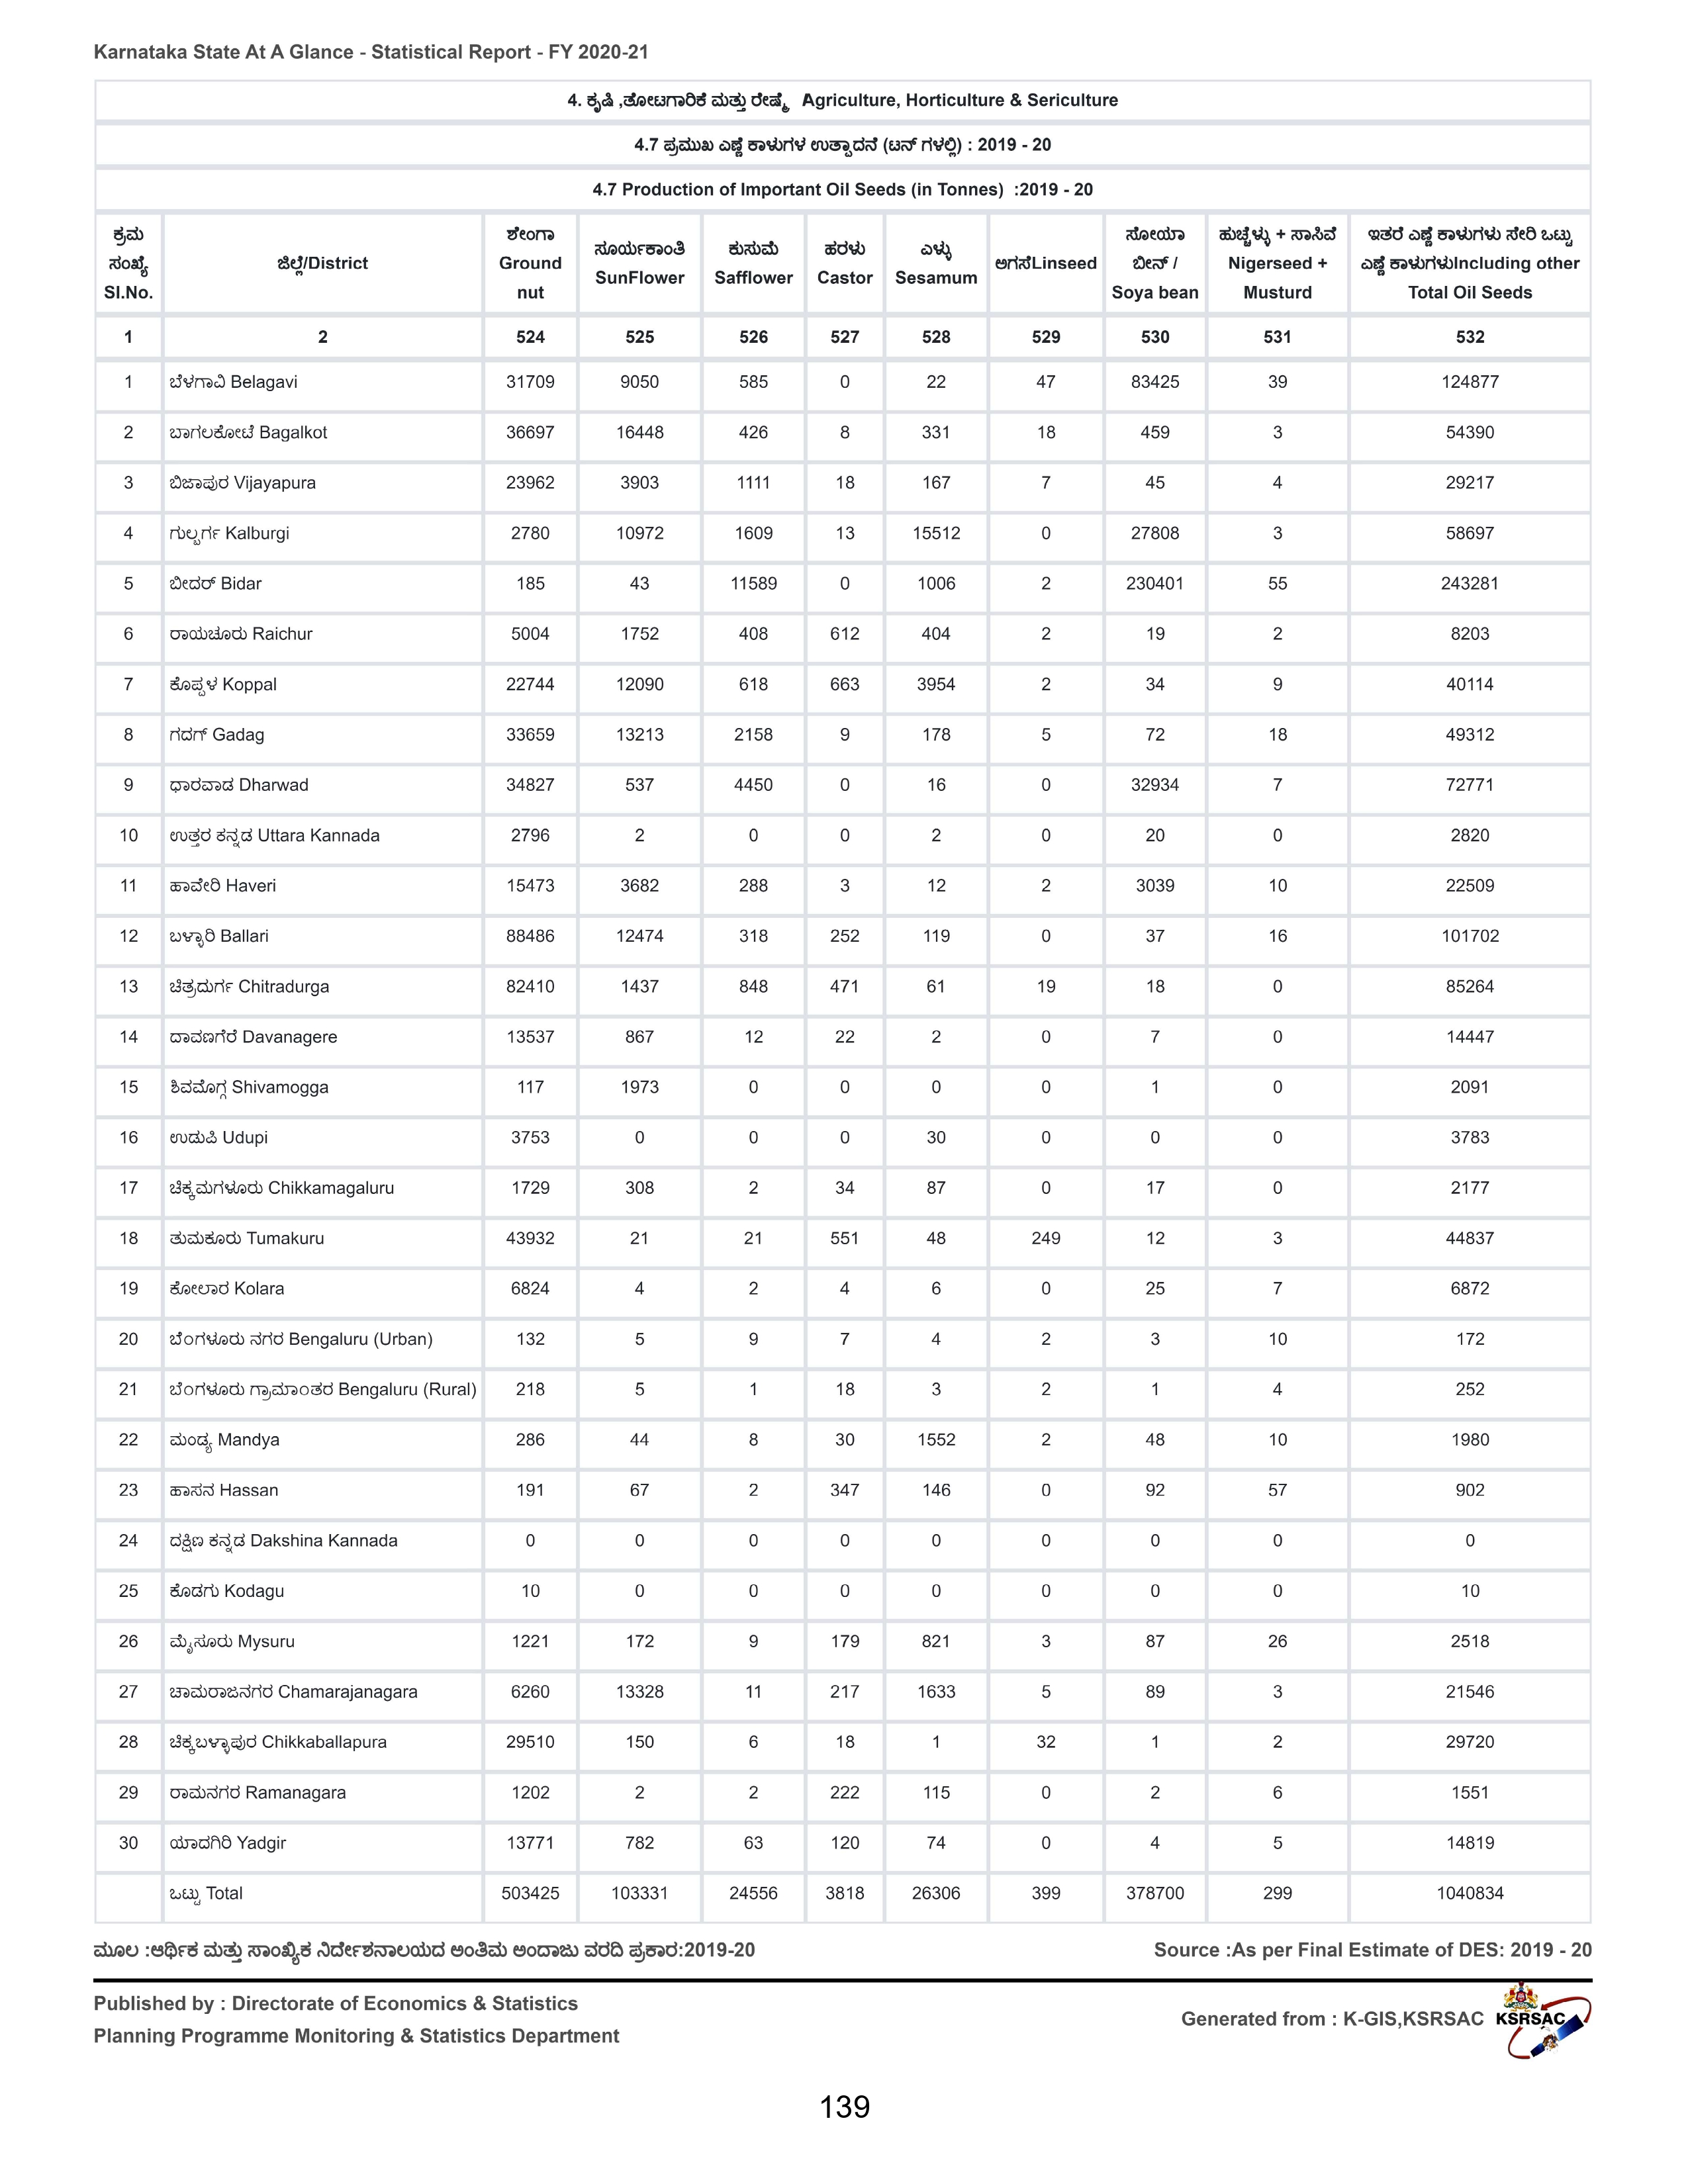 Karnataka State At A Glance - Statistical Report - FY 2020-21
4. ಕೃಷಿ ,ತೋಟಗಾರಿಕೆ ಮತ್ತು ರೇಷ್ಮೆ Agriculture, Horticulture & Sericulture
4.7 ಪ್ರಮುಖ ಎಣ್ಣೆ ಕಾಳುಗಳ ಉತ್ಪಾದನೆ (ಟನ್ ಗಳಲ್ಲಿ) : 2019 - 20
4.7 Production of Important Oil Seeds (in Tonnes) :2019 - 20
ಕ್ರಮ ಸಂಖ್ಯೆ Sl.No. ಜಿಲ್ಲೆ/District ಶೇಂಗಾ Ground nut ಸೂರ್ಯಕಾಂತಿ SunFlower ಕುಸುಮೆ Safflower ಹರಳು Castor ಎಳ್ಳು Sesamum ಅಗಸೆLinseed ಸೋಯಾ ಬೀನ್ / Soya bean ಹುಚ್ಚೆಳ್ಳು + ಸಾಸಿವೆ Nigerseed + Musturd ಇತರೆ ಎಣ್ಣೆ ಕಾಳುಗಳು ಸೇರಿ ಒಟ್ಟು ಎಣ್ಣೆ ಕಾಳುಗಳುIncluding other Total Oil Seeds
1 2 524 525 526 527 528 529 530 531 532
1 ಬೆಳಗಾವಿ Belagavi 31709 9050 585 0 22 47 83425 39 124877
2 ಬಾಗಲಕೋಟೆ Bagalkot 36697 16448 426 8 331 18 459 3 54390
3 ಬಿಜಾಪುರ Vijayapura 23962 3903 1111 18 167 7 45 4 29217
4 ಗುಲ್ಬರ್ಗ Kalburgi 2780 10972 1609 13 15512 0 27808 3 58697
5 ಬೀದರ್ Bidar 185 43 11589 0 1006 2 230401 55 243281
6 ರಾಯಚೂರು Raichur 5004 1752 408 612 404 2 19 2 8203
7 ಕೊಪ್ಪಳ Koppal 22744 12090 618 663 3954 2 34 9 40114
8 ಗದಗ್ Gadag 33659 13213 2158 9 178 5 72 18 49312
9 ಧಾರವಾಡ Dharwad 34827 537 4450 0 16 0 32934 7 72771
10 ಉತ್ತರ ಕನ್ನಡ Uttara Kannada 2796 2 0 0 2 0 20 0 2820
11 ಹಾವೇರಿ Haveri 15473 3682 288 3 12 2 3039 10 22509
12 ಬಳ್ಳಾರಿ Ballari 88486 12474 318 252 119 0 37 16 101702
13 ಚಿತ್ರದುರ್ಗ Chitradurga 82410 1437 848 471 61 19 18 0 85264
14 ದಾವಣಗೆರೆ Davanagere 13537 867 12 22 2 0 7 0 14447
15 ಶಿವಮೊಗ್ಗ Shivamogga 117 1973 0 0 0 0 1 0 2091
16 ಉಡುಪಿ Udupi 3753 0 0 0 30 0 0 0 3783
17 ಚಿಕ್ಕಮಗಳೂರು Chikkamagaluru 1729 308 2 34 87 0 17 0 2177
18 ತುಮಕೂರು Tumakuru 43932 21 21 551 48 249 12 3 44837
19 ಕೋಲಾರ Kolara 6824 4 2 4 6 0 25 7 6872
20 ಬೆಂಗಳೂರು ನಗರ Bengaluru (Urban) 132 5 9 7 4 2 3 10 172
21 ಬೆಂಗಳೂರು ಗ್ರಾಮಾಂತರ Bengaluru (Rural) 218 5 1 18 3 2 1 4 252
22 ಮಂಡ್ಯ Mandya 286 44 8 30 1552 2 48 10 1980
23 ಹಾಸನ Hassan 191 67 2 347 146 0 92 57 902
24 ದಕ್ಷಿಣ ಕನ್ನಡ Dakshina Kannada 0 0 0 0 0 0 0 0 0
25 ಕೊಡಗು Kodagu 10 0 0 0 0 0 0 0 10
26 ಮೈಸೂರು Mysuru 1221 172 9 179 821 3 87 26 2518
27 ಚಾಮರಾಜನಗರ Chamarajanagara 6260 13328 11 217 1633 5 89 3 21546
28 ಚಿಕ್ಕಬಳ್ಳಾಪುರ Chikkaballapura 29510 150 6 18 1 32 1 2 29720
29 ರಾಮನಗರ Ramanagara 1202 2 2 222 115 0 2 6 1551
30 ಯಾದಗಿರಿ Yadgir 13771 782 63 120 74 0 4 5 14819
ಒಟ್ಟು Total 503425 103331 24556 3818 26306 399 378700 299 1040834
ಮೂಲ :ಆರ್ಥಿಕ ಮತ್ತು ಸಾಂಖ್ಯಿಕ ನಿರ್ದೇಶನಾಲಯದ ಅಂತಿಮ ಅಂದಾಜು ವರದಿ ಪ್ರಕಾರ:2019-20 Source :As per Final Estimate of DES: 2019 - 20
Published by : Directorate of Economics & Statistics
Planning Programme Monitoring & Statistics Department
Generated from : K-GIS,KSRSAC KSRSAC
139